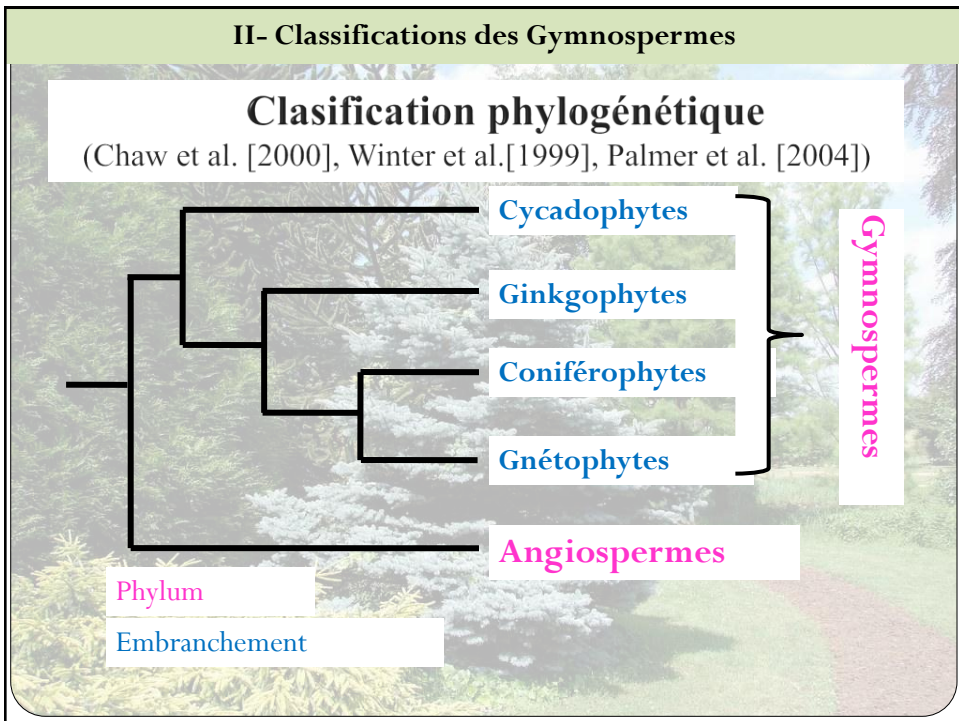 II- Classifications des Gymnospermes
Clasification phylogénétique
(Chaw et al. [2000], Winter et al.[1999], Palmer et al. [2004])
Cycadophytes
Ginkgophytes
Coniférophytes
Gnétophytes
Gymnospermes
Angiospermes
Phylum
Embranchement